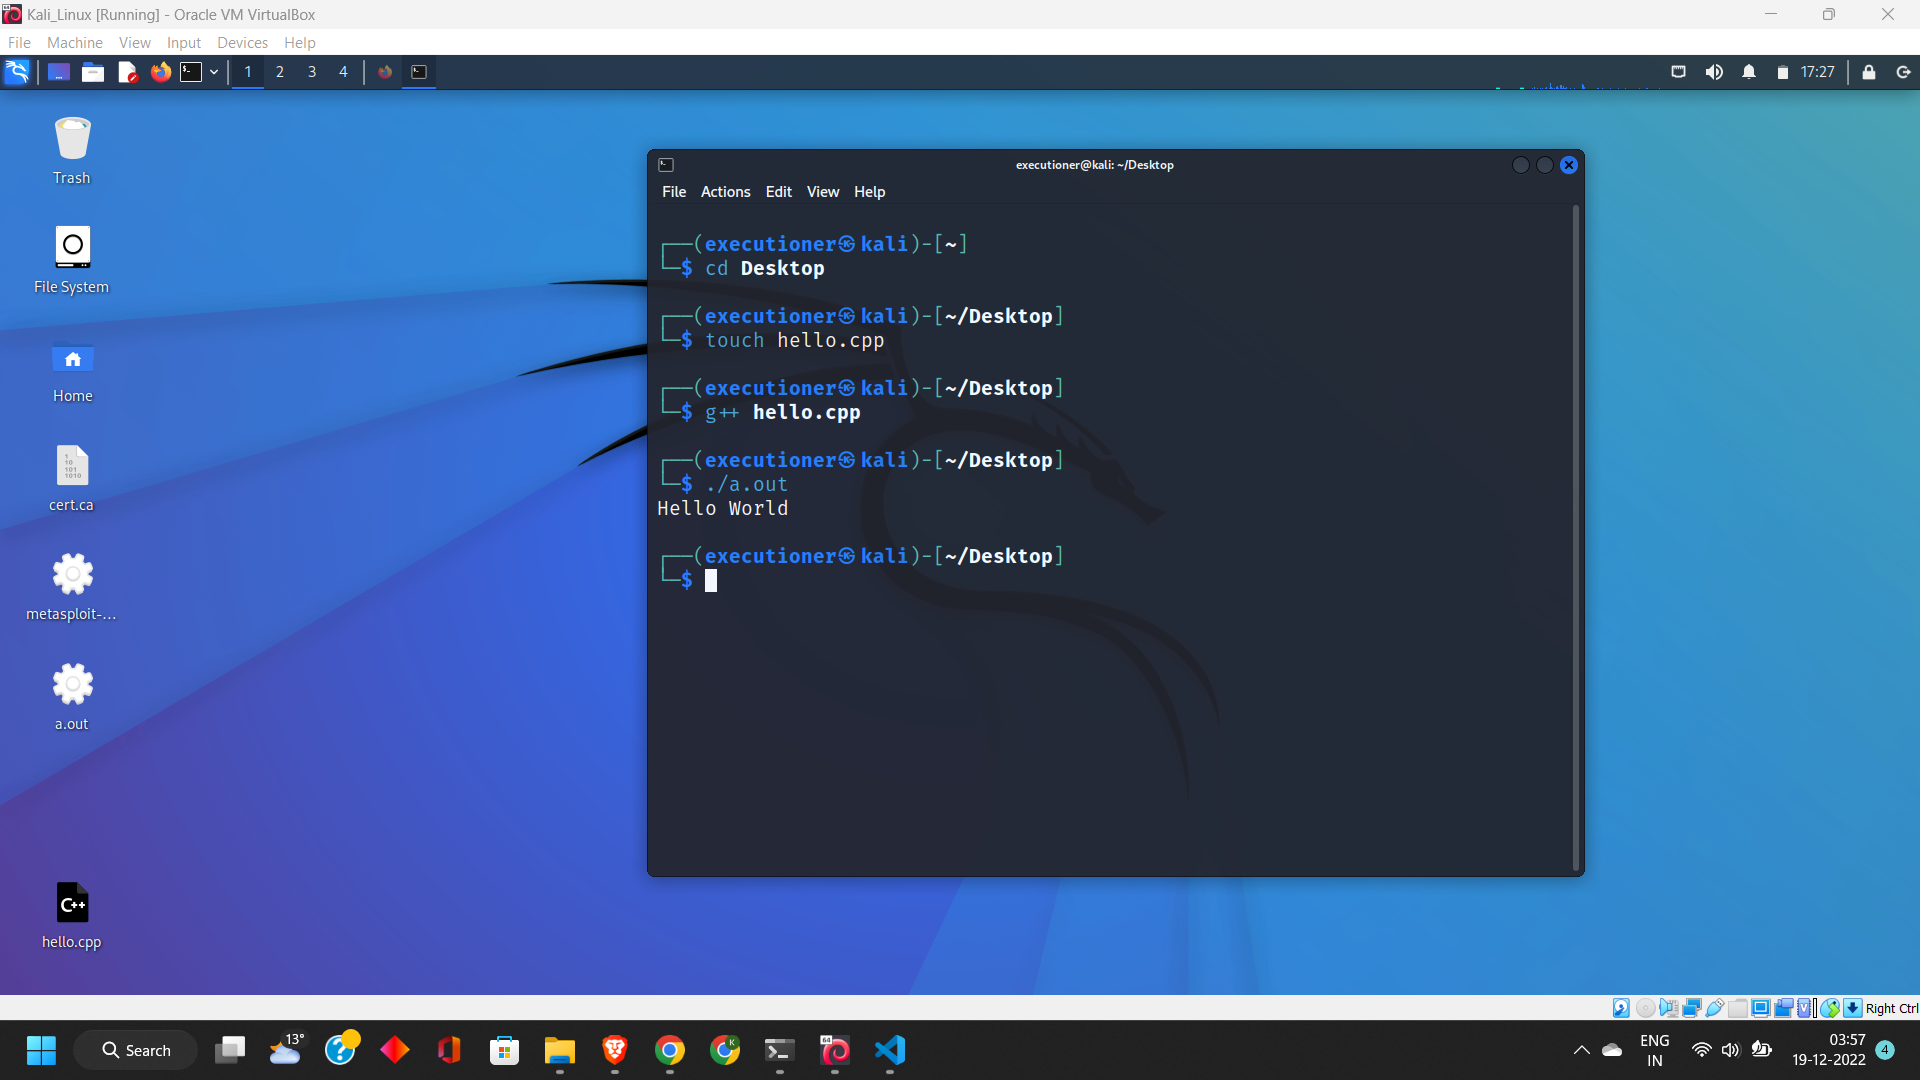 Kali_Linux [Running] - Oracle VM VirtualBox
File Machine View Input Devices Help
1 2 3 4
17:27
Trash
File System
Home
cert.ca
metasploit-...
a.out
hello.cpp
executioner@kali: ~/Desktop
File Actions Edit View Help
┌──(executioner㉿kali)-[~]
└─$ cd Desktop
┌──(executioner㉿kali)-[~/Desktop]
└─$ touch hello.cpp
┌──(executioner㉿kali)-[~/Desktop]
└─$ g++ hello.cpp
┌──(executioner㉿kali)-[~/Desktop]
└─$ ./a.out
Hello World
┌──(executioner㉿kali)-[~/Desktop]
└─$
Right Ctrl
Search
13°
ENG
IN
03:57
19-12-2022
4